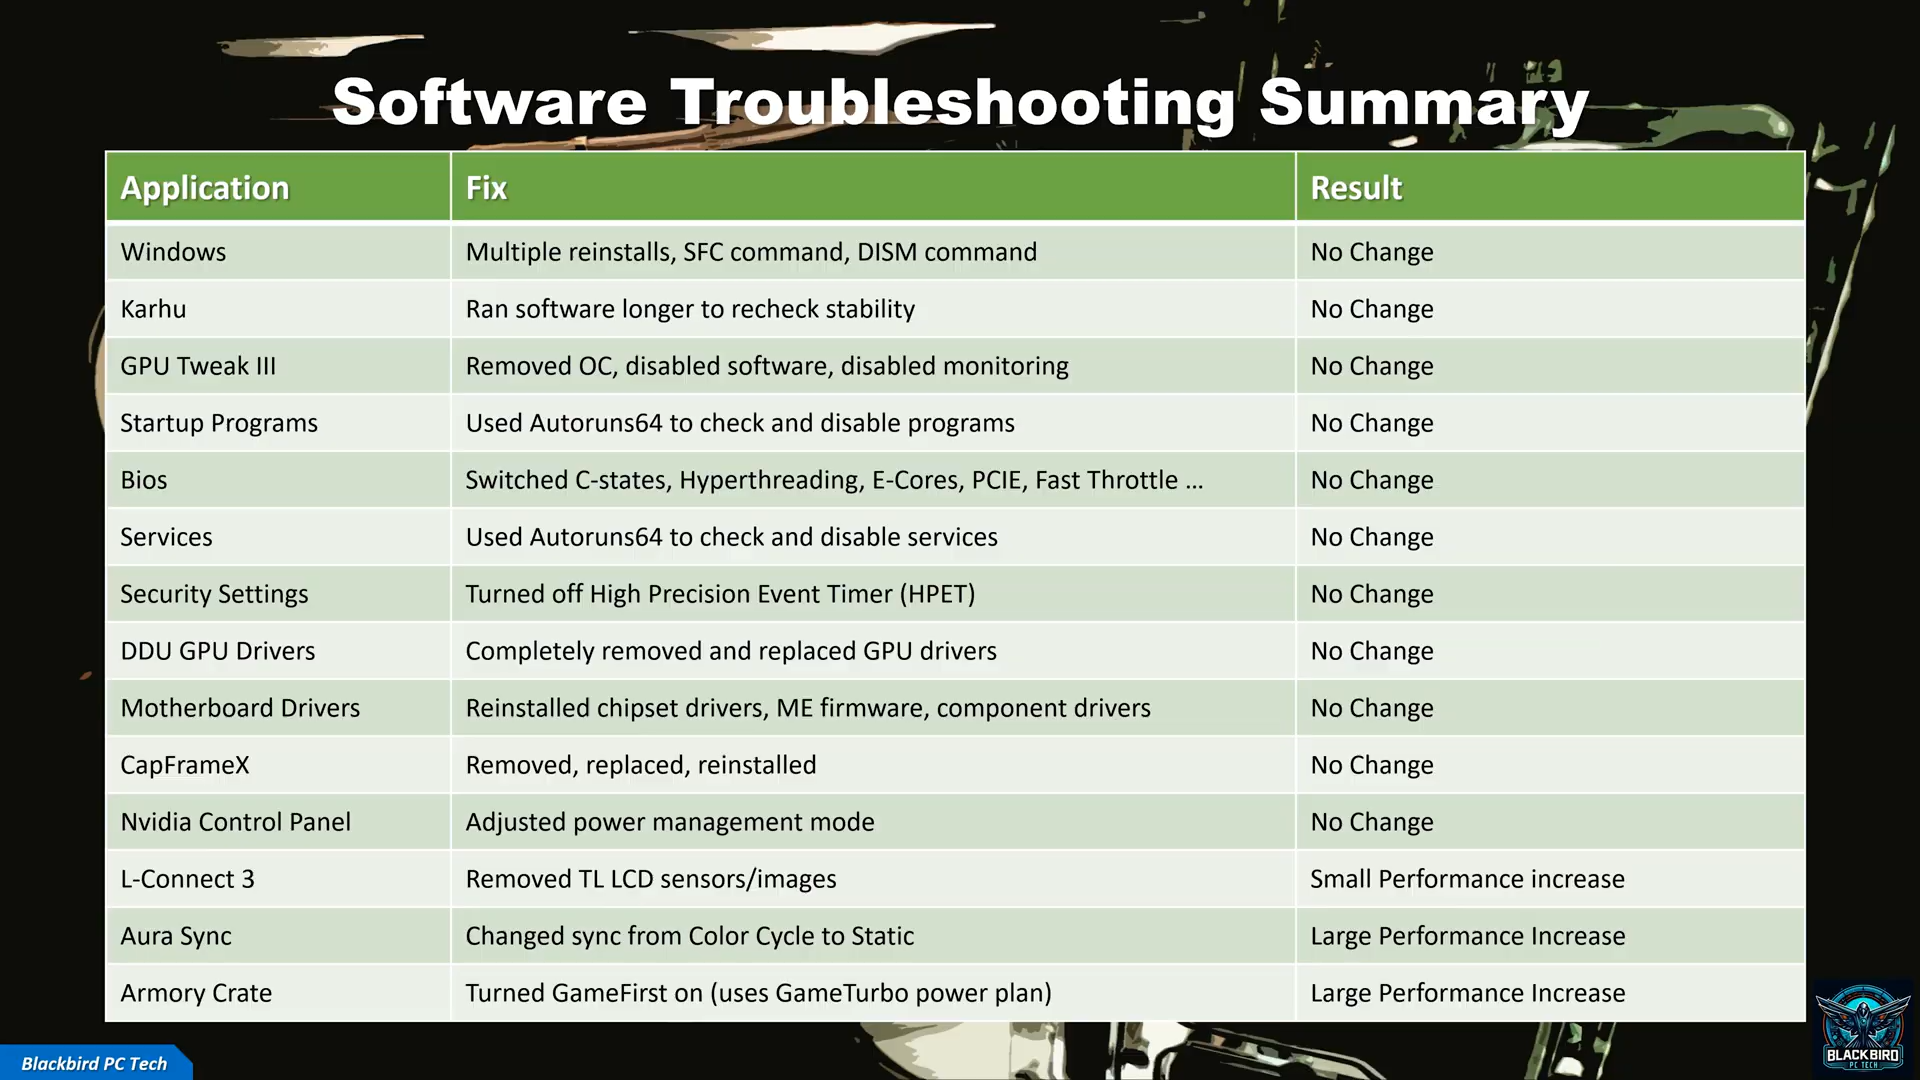 Software Troubleshooting Summary
Application Fix Result
Windows Multiple reinstalls, SFC command, DISM command No Change
Karhu Ran software longer to recheck stability No Change
GPU Tweak III Removed OC, disabled software, disabled monitoring No Change
Startup Programs Used Autoruns64 to check and disable programs No Change
Bios Switched C-states, Hyperthreading, E-Cores, PCIE, Fast Throttle ... No Change
Services Used Autoruns64 to check and disable services No Change
Security Settings Turned off High Precision Event Timer (HPET) No Change
DDU GPU Drivers Completely removed and replaced GPU drivers No Change
Motherboard Drivers Reinstalled chipset drivers, ME firmware, component drivers No Change
CapFrameX Removed, replaced, reinstalled No Change
Nvidia Control Panel Adjusted power management mode No Change
L-Connect 3 Removed TL LCD sensors/images Small Performance increase
Aura Sync Changed sync from Color Cycle to Static Large Performance Increase
Armory Crate Turned GameFirst on (uses GameTurbo power plan) Large Performance Increase
Blackbird PC Tech
BLACKBIRD
PC TECH